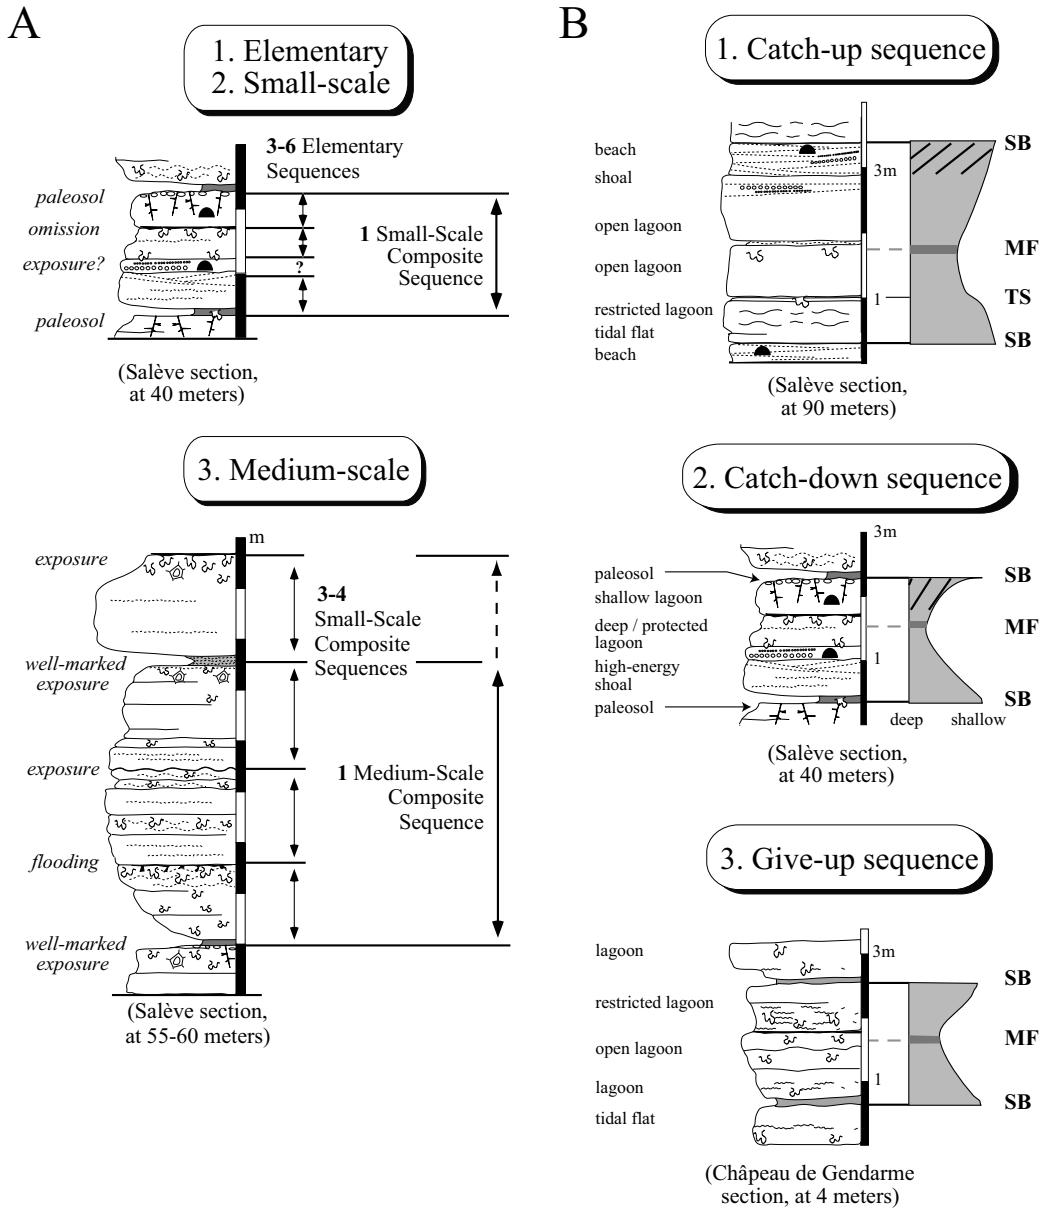 A
1. Elementary
2. Small-scale
3-6 Elementary
Sequences
paleosol
omission
exposure?
paleosol
?
1 Small-Scale
Composite
Sequence
(Salève section,
at 40 meters)
3. Medium-scale
m
exposure
well-marked
exposure
exposure
flooding
well-marked
exposure
3-4
Small-Scale
Composite
Sequences
1 Medium-Scale
Composite
Sequence
(Salève section,
at 55-60 meters)
B
1. Catch-up sequence
beach
shoal
open lagoon
open lagoon
restricted lagoon
tidal flat
beach
3m
1
SB
MF
TS
SB
(Salève section,
at 90 meters)
2. Catch-down sequence
paleosol
shallow lagoon
deep / protected
lagoon
high-energy
shoal
paleosol
3m
1
SB
MF
SB
deep shallow
(Salève section,
at 40 meters)
3. Give-up sequence
lagoon
restricted lagoon
open lagoon
lagoon
tidal flat
3m
1
SB
MF
SB
(Châpeau de Gendarme
section, at 4 meters)